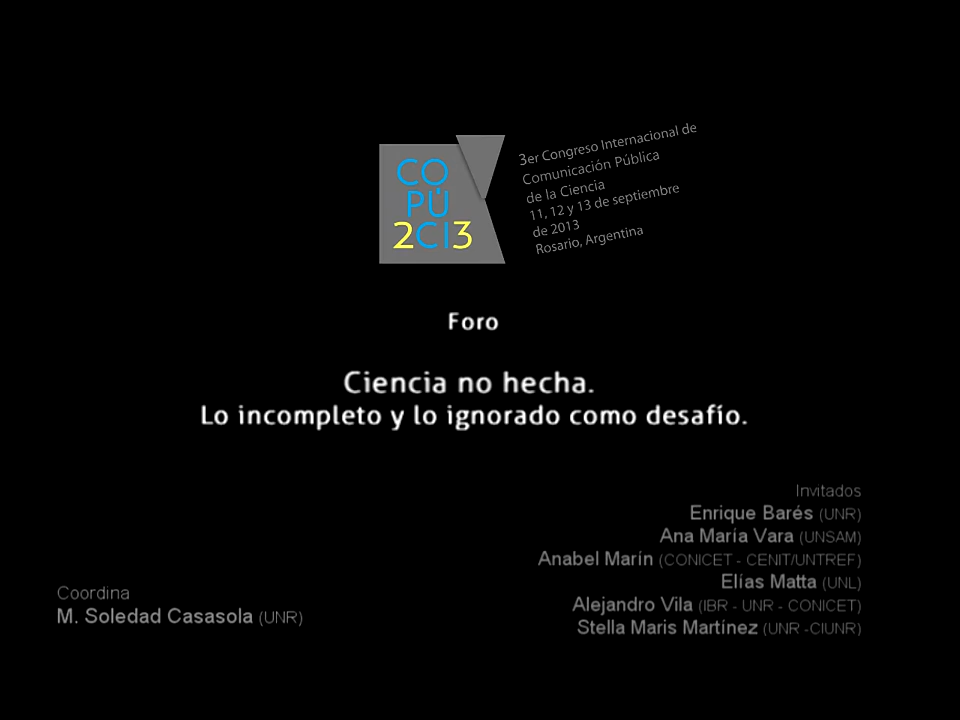 CO
PÚ
2CI3
3er Congreso Internacional de
Comunicación Pública
de la Ciencia
11, 12 y 13 de septiembre
de 2013
Rosario, Argentina
Foro
Ciencia no hecha.
Lo incompleto y lo ignorado como desafío.
Coordina
M. Soledad Casasola (UNR)
Invitados
Enrique Barés (UNR)
Ana María Vara (UNSAM)
Anabel Marín (CONICET - CENIT/UNTREF)
Elías Matta (UNL)
Alejandro Vila (IBR - UNR - CONICET)
Stella Maris Martínez (UNR -CIUNR)